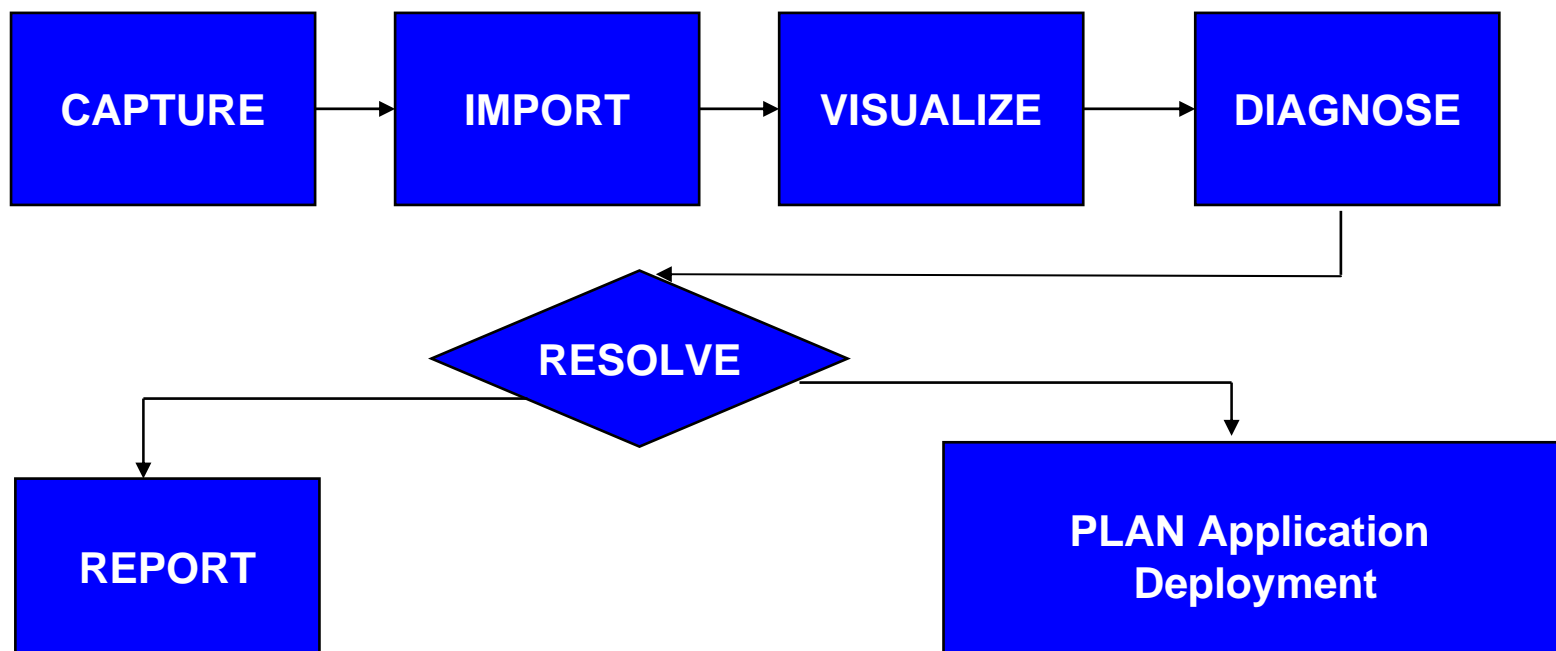 CAPTURE
IMPORT
VISUALIZE
DIAGNOSE
RESOLVE
REPORT
PLAN Application
Deployment